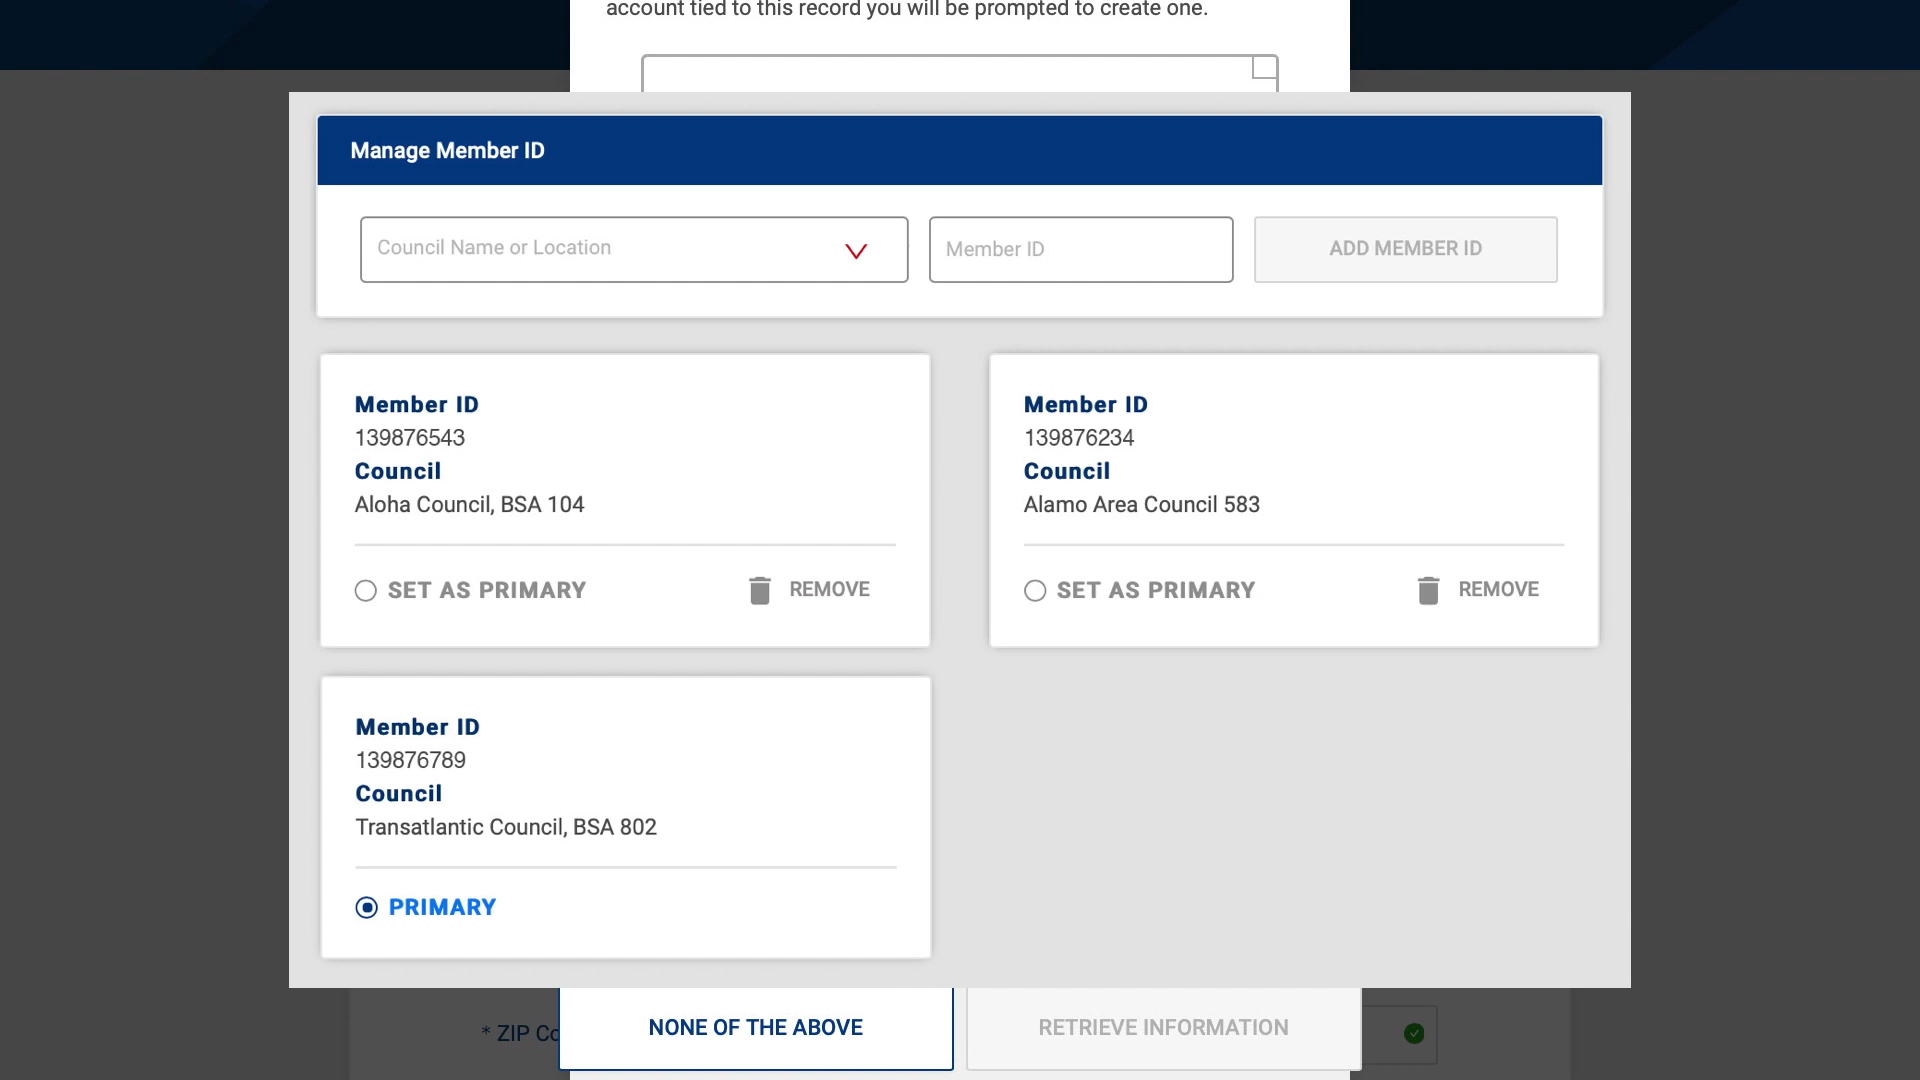 account tied to this record you will be prompted to create one.
Manage Member ID
Council Name or Location
Member ID
ADD MEMBER ID
Member ID
139876543
Council
Aloha Council, BSA 104
SET AS PRIMARY
REMOVE
Member ID
139876234
Council
Alamo Area Council 583
SET AS PRIMARY
REMOVE
Member ID
139876789
Council
Transatlantic Council, BSA 802
PRIMARY
* ZIP
NONE OF THE ABOVE
RETRIEVE INFORMATION